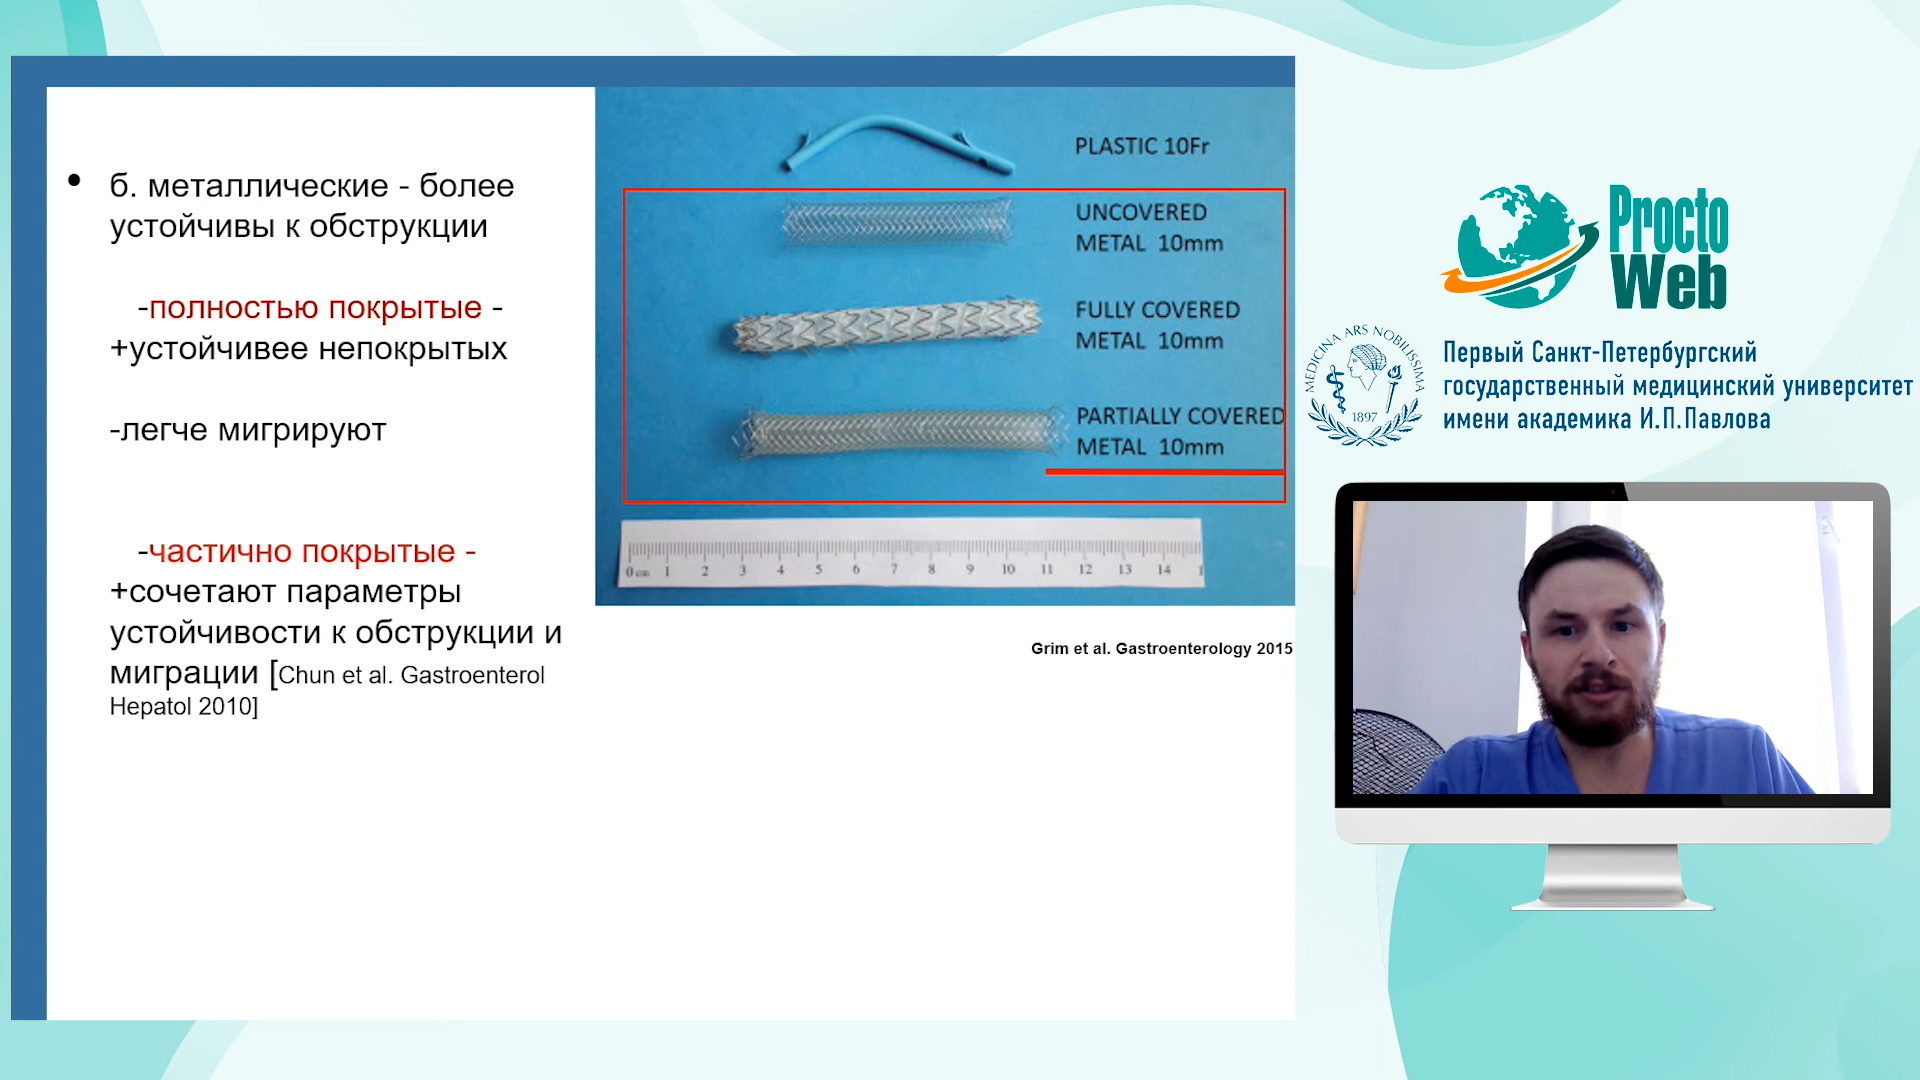 б. металлические - более
устойчивы к обструкции
-полностью покрытые -
+устойчивее непокрытых
-легче мигрируют
-частично покрытые -
+сочетают параметры
устойчивости к обструкции и
миграции [Chun et al. Gastroenterol
Hepatol 2010]
PLASTIC 10Fr
UNCOVERED
METAL 10mm
FULLY COVERED
METAL 10mm
PARTIALLY COVERED
METAL 10mm
0 cm 1 2 3 4 5 6 7 8 9 10 11 12 13 14 1
Grim et al. Gastroenterology 2015
Procto
Web
MEDICINA ARS NOBILISSIMA
1897
Первый Санкт-Петербургский
государственный медицинский университет
имени академика И.П.Павлова